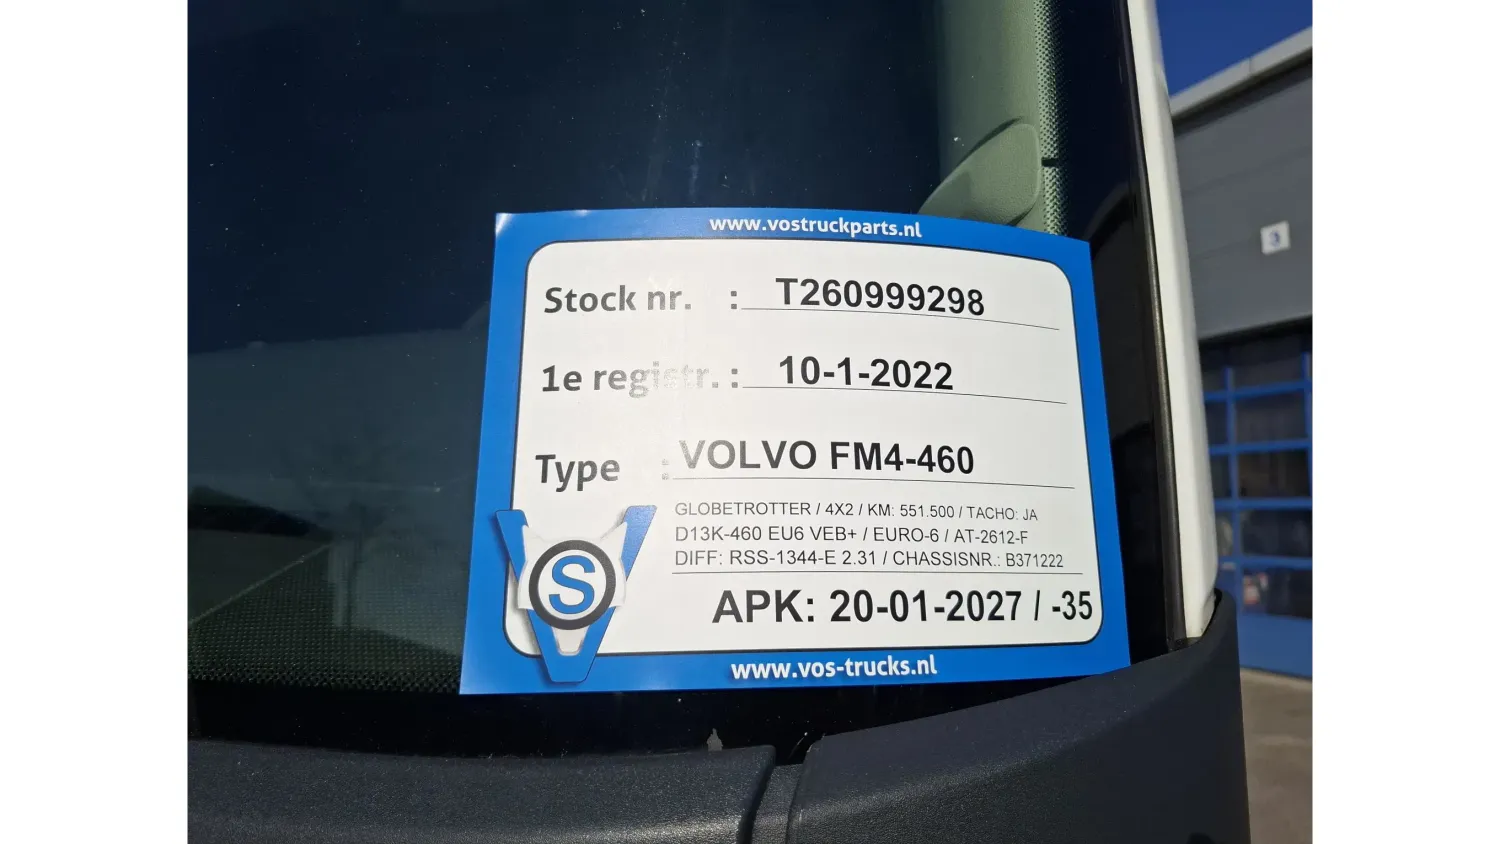 www.vostruckparts.nl
Stock nr. : T260999298
1e registr. : 10-1-2022
Type : VOLVO FM4-460
GLOBETROTTER / 4X2 / KM: 551.500 / TACHO: JA
D13K-460 EU6 VEB+ / EURO-6 / AT-2612-F
DIFF: RSS-1344-E 2.31 / CHASSISNR.: B371222
S
APK: 20-01-2027 / -35
www.vos-trucks.nl
3